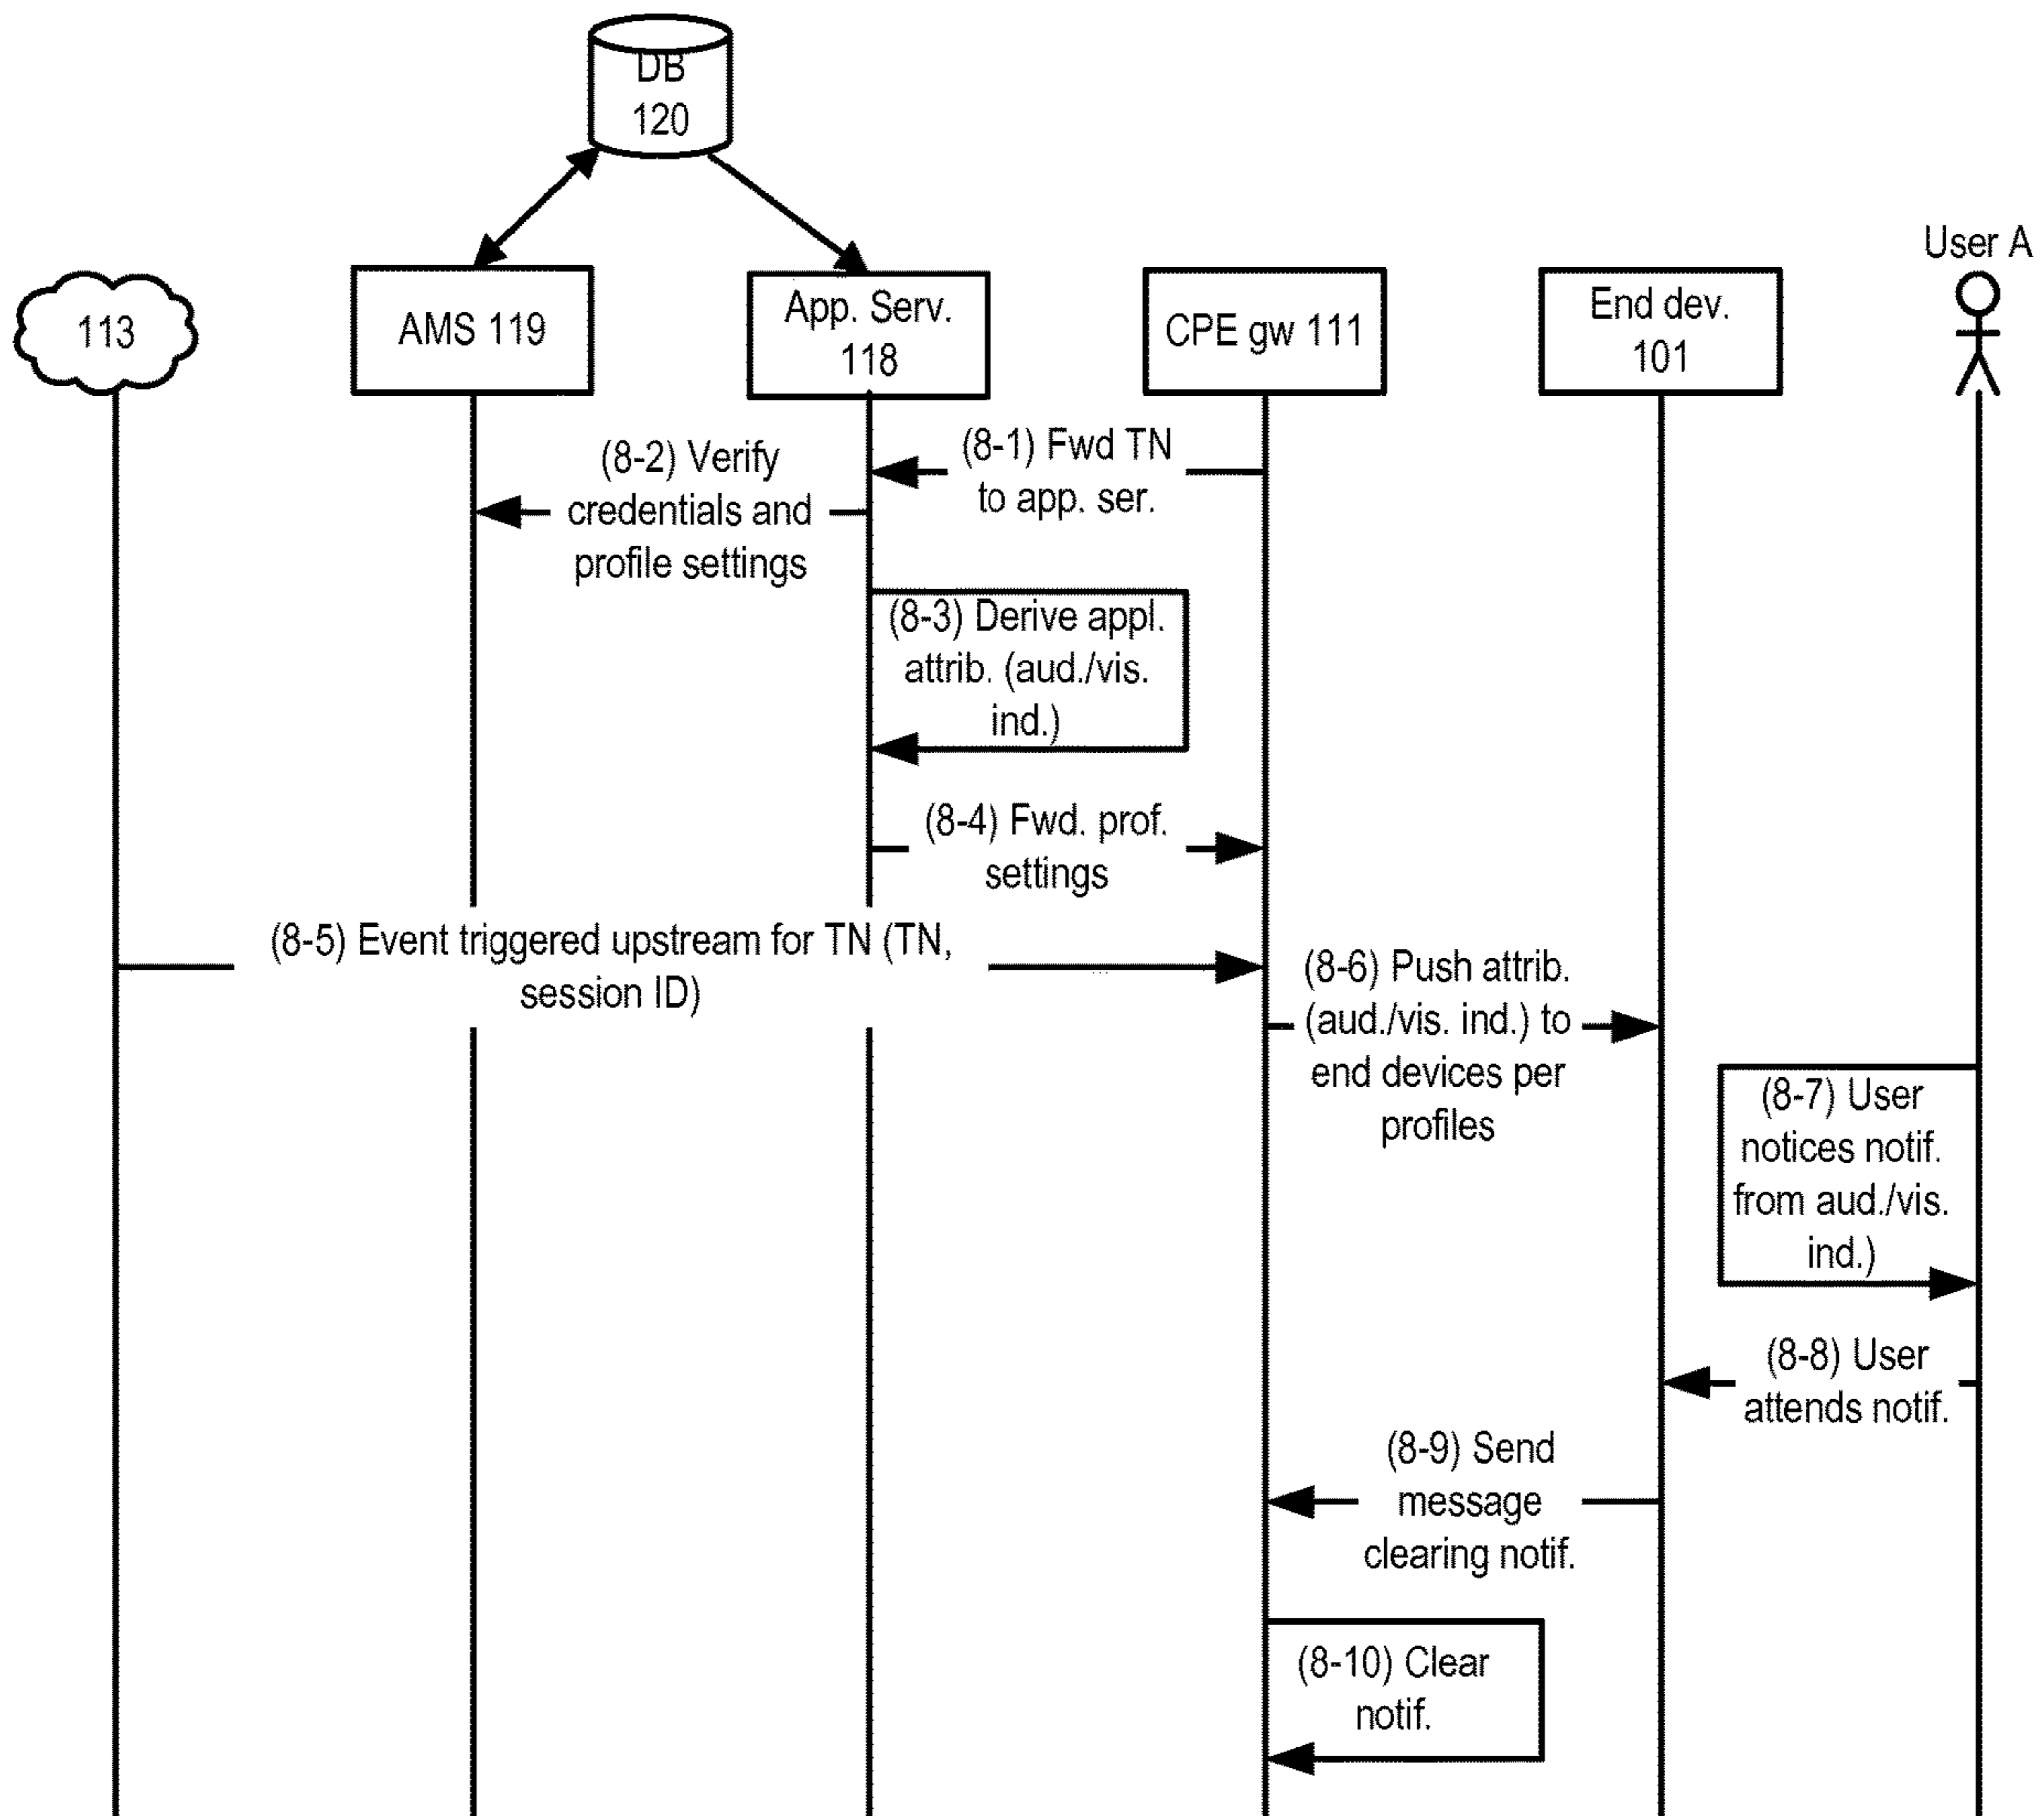 DB
120
User A
113
AMS 119
App. Serv.
118
CPE gw 111
End dev.
101
(8-1) Fwd TN
to app. ser.
(8-2) Verify
credentials and
profile settings
(8-3) Derive appl.
attrib. (aud./vis.
ind.)
(8-4) Fwd. prof.
settings
(8-5) Event triggered upstream for TN (TN,
session ID)
(8-6) Push attrib.
(aud./vis. ind.) to
end devices per
profiles
(8-7) User
notices notif.
from aud./vis.
ind.)
(8-8) User
attends notif.
(8-9) Send
message
clearing notif.
(8-10) Clear
notif.